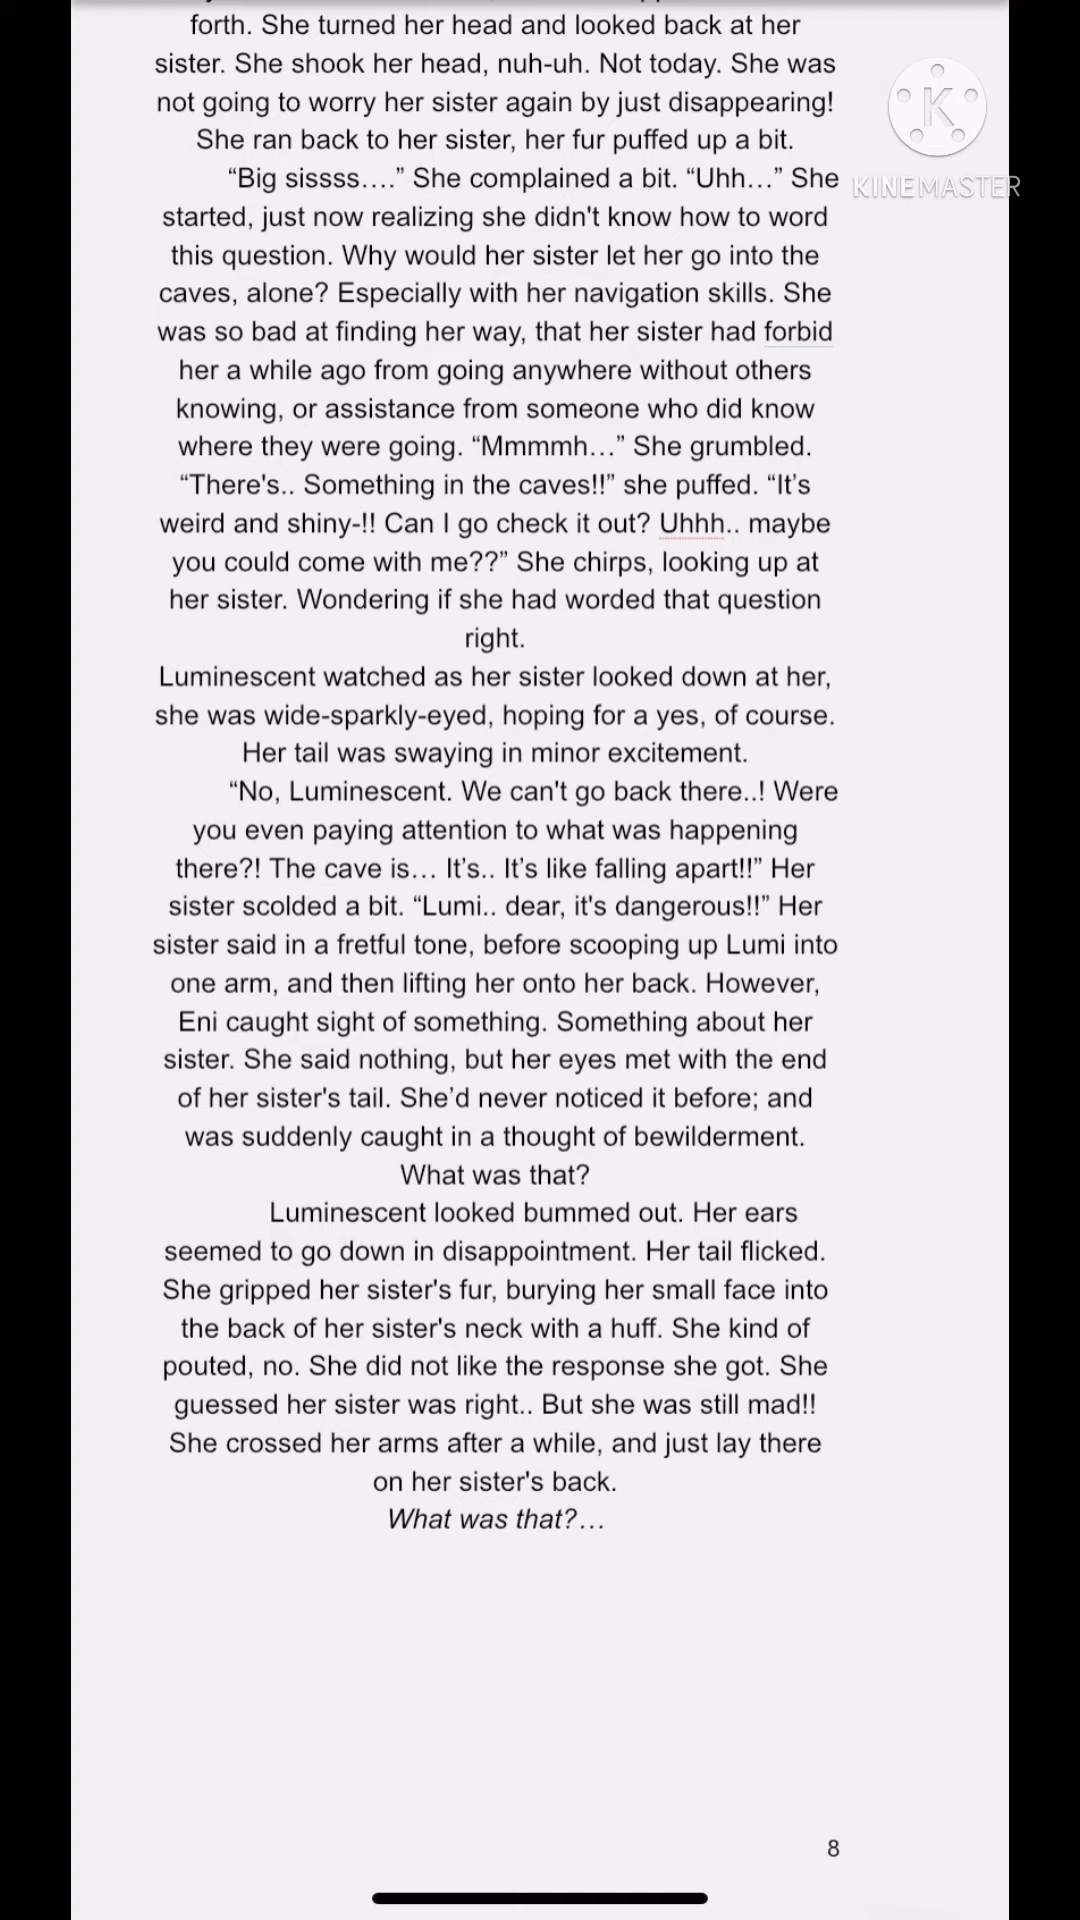 forth. She turned her head and looked back at her
sister. She shook her head, nuh-uh. Not today. She was
not going to worry her sister again by just disappearing!
She ran back to her sister, her fur puffed up a bit.
“Big sissss....” She complained a bit. “Uhh...” She
started, just now realizing she didn't know how to word
this question. Why would her sister let her go into the
caves, alone? Especially with her navigation skills. She
was so bad at finding her way, that her sister had forbid
her a while ago from going anywhere without others
knowing, or assistance from someone who did know
where they were going. “Mmmmh...” She grumbled.
“There's.. Something in the caves!!” she puffed. “It’s
weird and shiny-!! Can I go check it out? Uhhh.. maybe
you could come with me??” She chirps, looking up at
her sister. Wondering if she had worded that question
right.
Luminescent watched as her sister looked down at her,
she was wide-sparkly-eyed, hoping for a yes, of course.
Her tail was swaying in minor excitement.
“No, Luminescent. We can't go back there..! Were
you even paying attention to what was happening
there?! The cave is... It’s.. It’s like falling apart!!” Her
sister scolded a bit. “Lumi.. dear, it's dangerous!!” Her
sister said in a fretful tone, before scooping up Lumi into
one arm, and then lifting her onto her back. However,
Eni caught sight of something. Something about her
sister. She said nothing, but her eyes met with the end
of her sister's tail. She’d never noticed it before; and
was suddenly caught in a thought of bewilderment.
What was that?
Luminescent looked bummed out. Her ears
seemed to go down in disappointment. Her tail flicked.
She gripped her sister's fur, burying her small face into
the back of her sister's neck with a huff. She kind of
pouted, no. She did not like the response she got. She
guessed her sister was right.. But she was still mad!!
She crossed her arms after a while, and just lay there
on her sister's back.
What was that?...
8
K
KINEMASTER